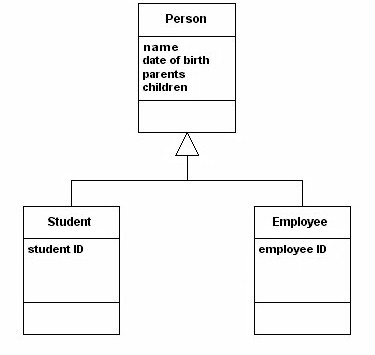 Person
name
date of birth
parents
children
Student
student ID
Employee
employee ID